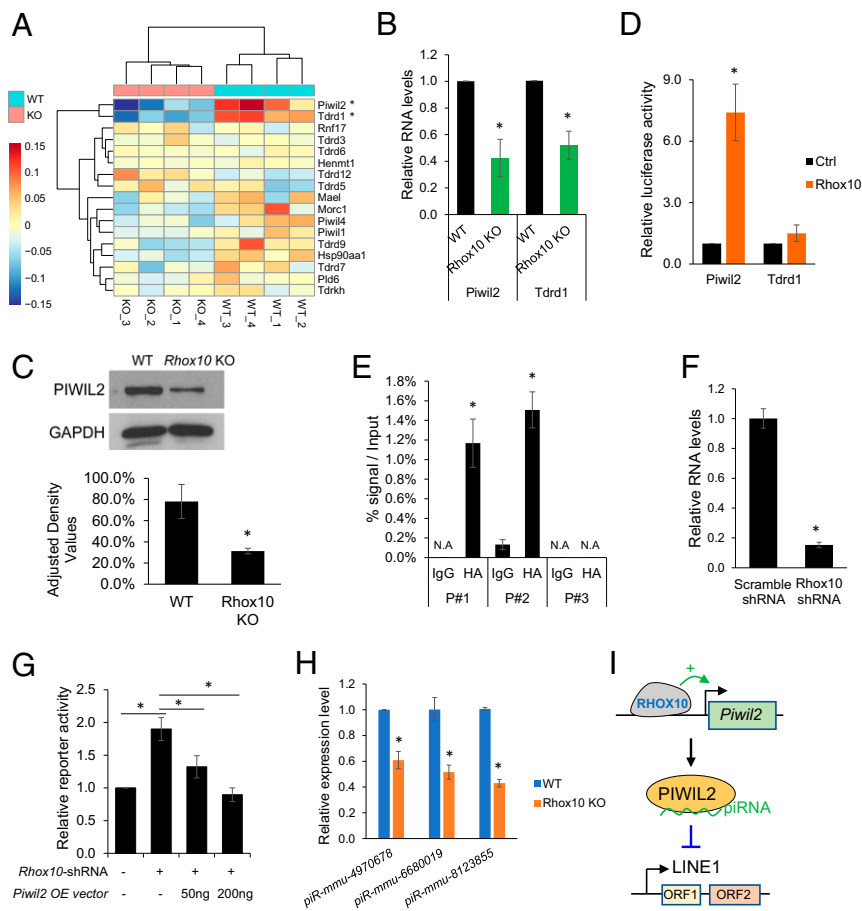 A
WT
KO
0.15
0.1
0.05
0
−0.05
−0.1
−0.15
Piwil2 *
Tdrd1 *
Rnf17
Tdrd3
Tdrd6
Henmt1
Tdrd12
Tdrd5
Mael
Morc1
Piwil4
Piwil1
Tdrd9
Hsp90aa1
Tdrd7
Pld6
Tdrkh
KO_3
KO_2
KO_1
KO_4
WT_3
WT_4
WT_1
WT_2
B
Relative RNA levels
1.2
1.0
0.8
0.6
0.4
0.2
0.0
*
*
WT
Rhox10 KO
WT
Rhox10 KO
Piwil2
Tdrd1
D
Relative luciferase activity
9.0
6.0
3.0
0.0
*
Ctrl
Rhox10
Piwil2
Tdrd1
C
WT Rhox10 KO
PIWIL2
GAPDH
Adjusted Density
Values
100.0%
80.0%
60.0%
40.0%
20.0%
0.0%
*
WT
Rhox10
KO
E
% signal / Input
1.8%
1.6%
1.4%
1.2%
1.0%
0.8%
0.6%
0.4%
0.2%
0.0%
*
*
N.A
N.A N.A
IgG HA IgG HA IgG HA
P#1 P#2 P#3
F
Relative RNA levels
1.2
1.0
0.8
0.6
0.4
0.2
0.0
*
Scramble
shRNA
Rhox10
shRNA
G
Relative reporter activity
2.5
2.0
1.5
1.0
0.5
0.0
*
*
*
Rhox10-shRNA - + + +
Piwil2 OE vector - - 50ng 200ng
H
Relative expression level
1.2
1.0
0.8
0.6
0.4
0.2
0.0
*
*
*
WT
Rhox10 KO
piR-mmu-4970678
piR-mmu-6680019
piR-mmu-8123855
I
+
RHOX10
Piwil2
PIWIL2
piRNA
LINE1
ORF1 ORF2